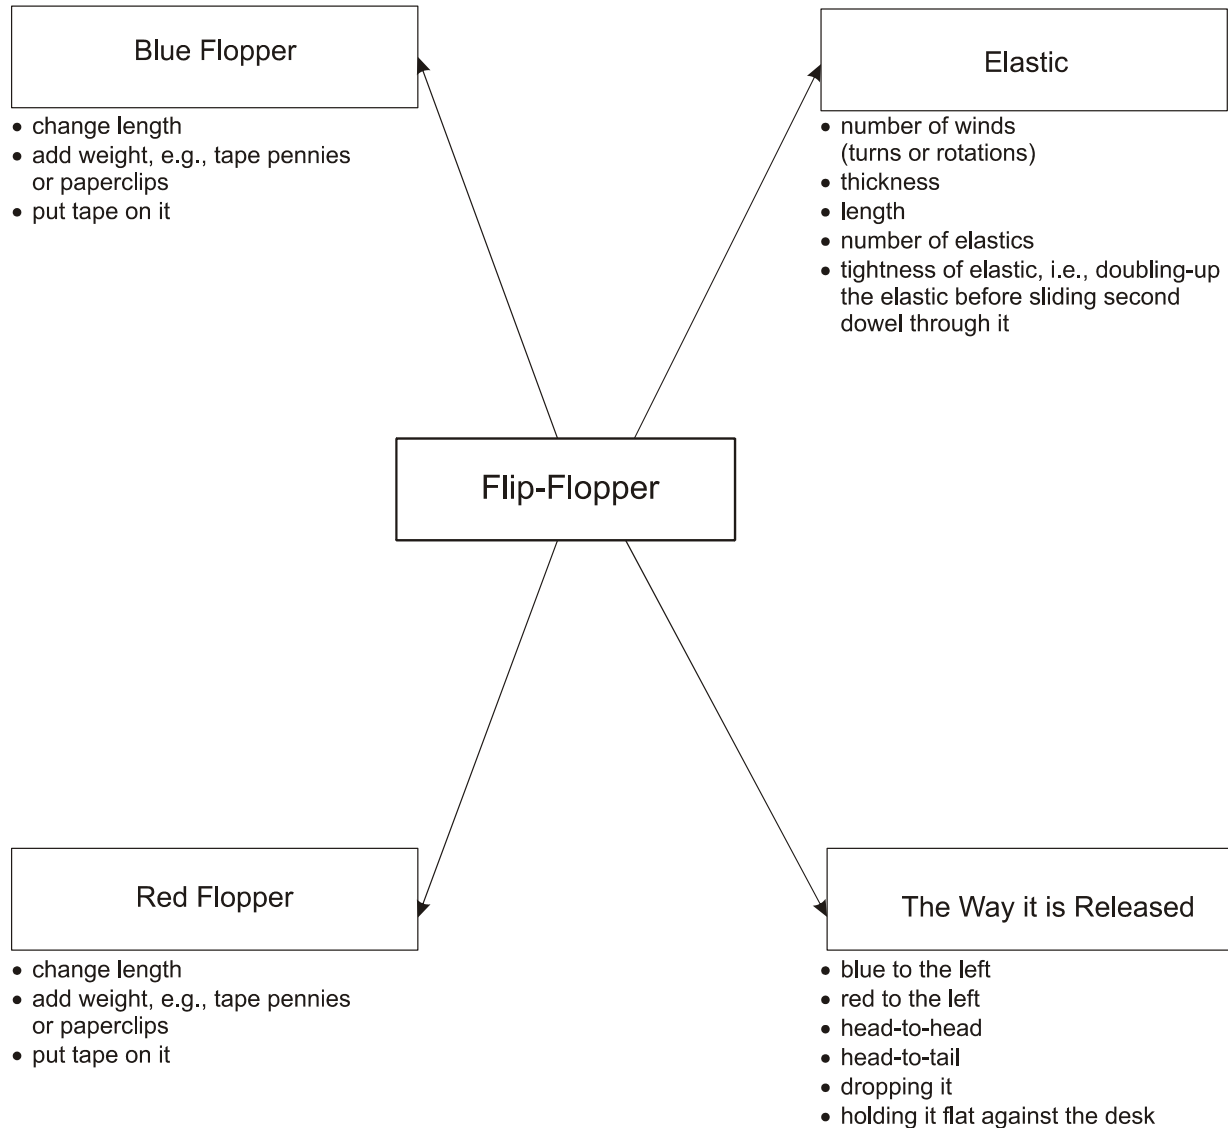 Blue Flopper
• change length
• add weight, e.g., tape pennies
or paperclips
• put tape on it
Elastic
• number of winds
(turns or rotations)
• thickness
• length
• number of elastics
• tightness of elastic, i.e., doubling-up
the elastic before sliding second
dowel through it
Flip-Flopper
Red Flopper
• change length
• add weight, e.g., tape pennies
or paperclips
• put tape on it
The Way it is Released
• blue to the left
• red to the left
• head-to-head
• head-to-tail
• dropping it
• holding it flat against the desk